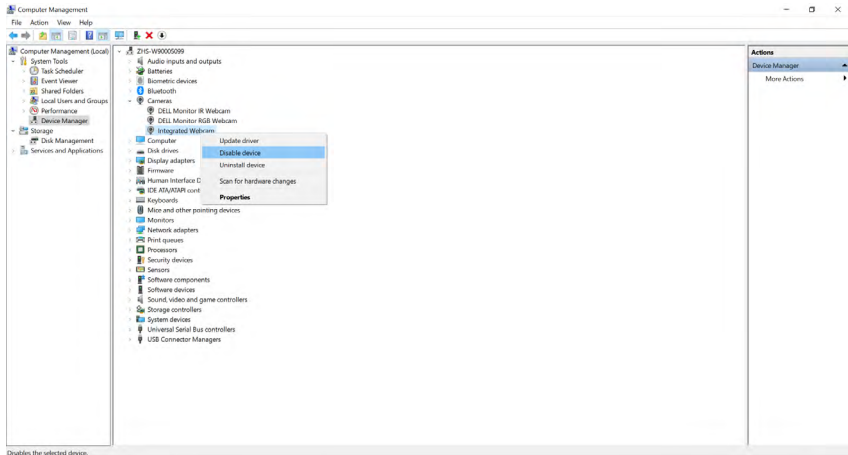 Computer Management
File Action View Help
Computer Management (Local)
System Tools
Task Scheduler
Event Viewer
Shared Folders
Local Users and Groups
Performance
Device Manager
Storage
Disk Management
Services and Applications
ZHS-W90005099
Audio inputs and outputs
Batteries
Biometric devices
Bluetooth
Cameras
DELL Monitor IR Webcam
DELL Monitor RGB Webcam
Integrated Webcam
Computer
Disk drives
Display adapters
Firmware
Human Interface D
IDE ATA/ATAPI cont
Keyboards
Mice and other pointing devices
Monitors
Network adapters
Print queues
Processors
Security devices
Sensors
Software components
Software devices
Sound, video and game controllers
Storage controllers
System devices
Universal Serial Bus controllers
USB Connector Managers
Update driver
Disable device
Uninstall device
Scan for hardware changes
Properties
Actions
Device Manager
More Actions
Disables the selected device.